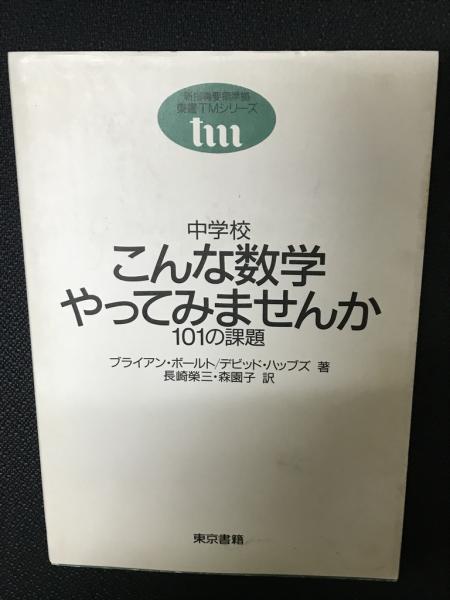 新指導要領準拠
東書TMシリーズ
tm
中学校
こんな数学
やってみませんか
101の課題
ブライアン・ボールト/デビッド・ハッブズ 著
長崎榮三・森園子 訳
東京書籍